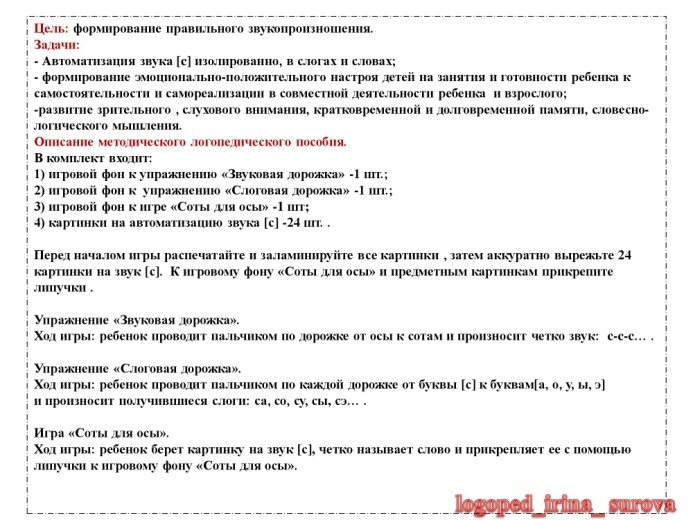 Цель: формирование правильного звукопроизношения.
Задачи:
- Автоматизация звука [с] изолированно, в слогах и словах;
- формирование эмоционально-положительного настроя детей на занятия и готовности ребенка к
самостоятельности и самореализации в совместной деятельности ребенка  и взрослого;
-развитие зрительного , слухового внимания, кратковременной и долговременной памяти, словесно-
логического мышления.
Описание методического логопедического пособия.
В комплект входит:
1) игровой фон к упражнению «Звуковая дорожка» -1 шт.;
2) игровой фон к  упражнению «Слоговая дорожка» -1 шт.;
3) игровой фон к игре «Соты для осы» -1 шт;
4) картинки на автоматизацию звука [с] -24 шт. .
Перед началом игры распечатайте и заламинируйте все картинки , затем аккуратно вырежьте 24
картинки на звук [с].  К игровому фону «Соты для осы» и предметным картинкам прикрепите
липучки .
Упражнение «Звуковая дорожка».
Ход игры: ребенок проводит пальчиком по дорожке от осы к сотам и произносит четко звук:  с-с-с… .
Упражнение «Слоговая дорожка».
Ход игры: ребенок проводит пальчиком по каждой дорожке от буквы [с] к буквам[а, о, у, ы, э]
и произносит получившиеся слоги: са, со, су, сы, сэ… .
Игра «Соты для осы».
Ход игры: ребенок берет картинку на звук [с], четко называет слово и прикрепляет ее с помощью
липучки к игровому фону «Соты для осы».
logoped_irina_ surova